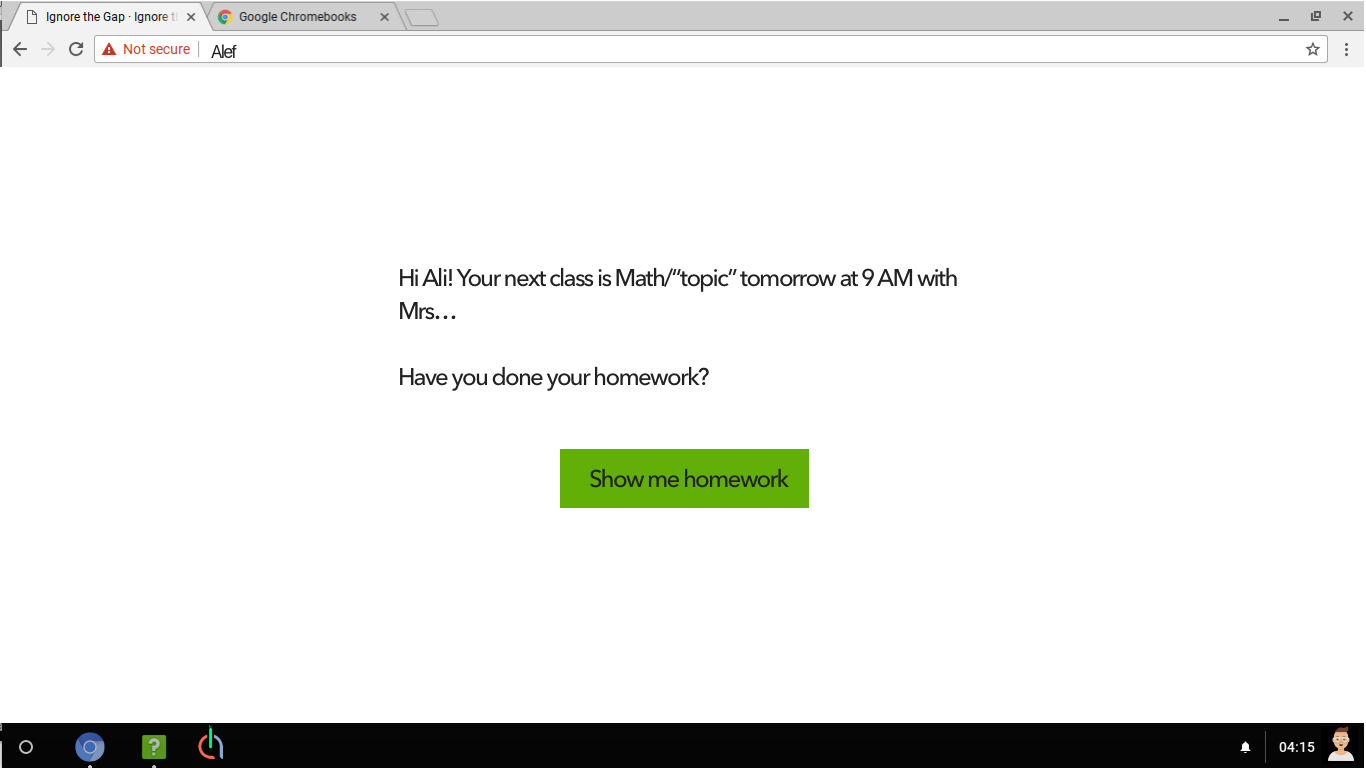 Ignore the Gap · Ignore t
Google Chromebooks
Not secure
Alef
Hi Ali! Your next class is Math/“topic” tomorrow at 9 AM with
Mrs…
Have you done your homework?
Show me homework
?
04:15